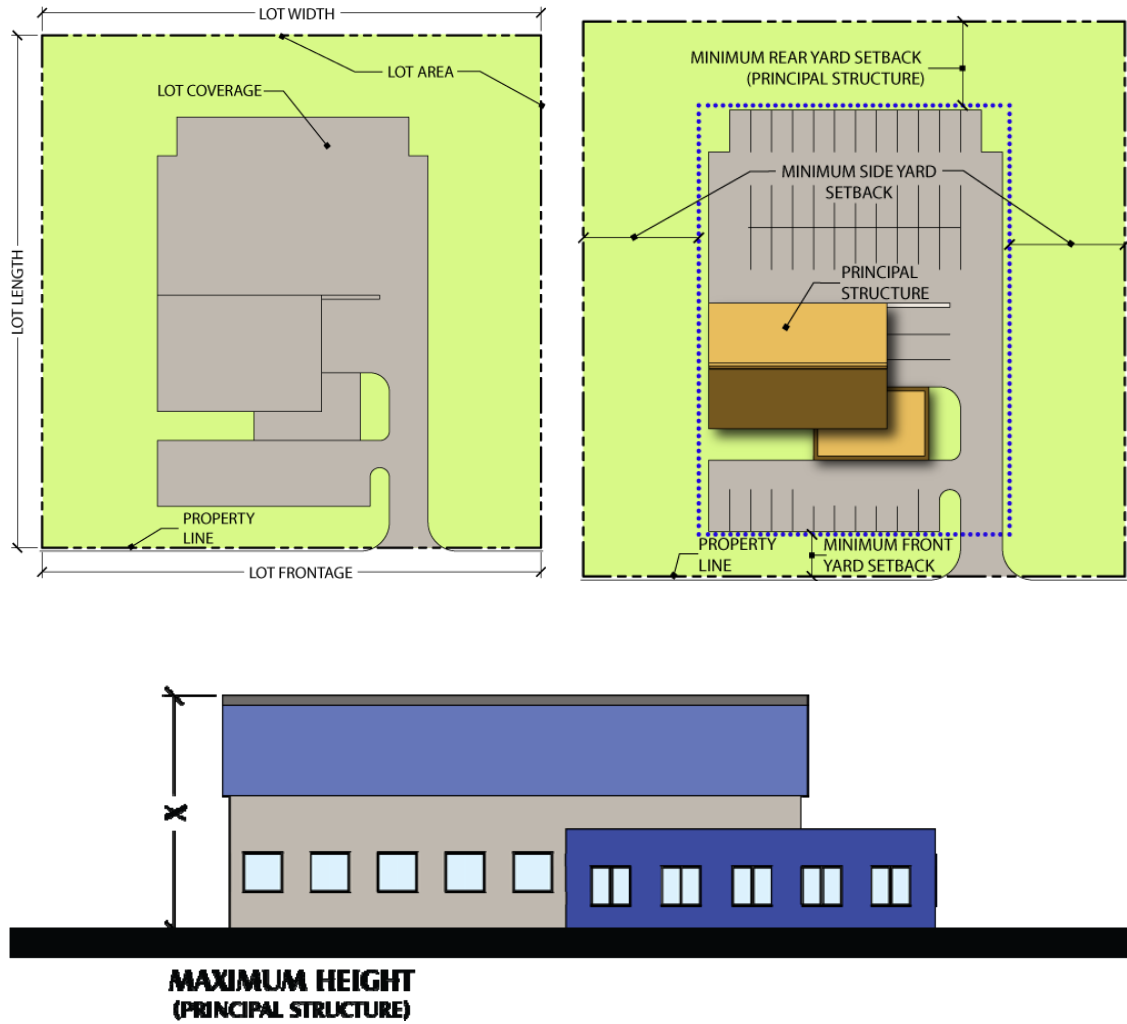 LOT WIDTH
LOT AREA
LOT COVERAGE
LOT LENGTH
PROPERTY
LINE
LOT FRONTAGE
MINIMUM REAR YARD SETBACK
(PRINCIPAL STRUCTURE)
MINIMUM SIDE YARD
SETBACK
PRINCIPAL
STRUCTURE
PROPERTY
LINE
MINIMUM FRONT
YARD SETBACK
X
MAXIMUM HEIGHT
(PRINCIPAL STRUCTURE)